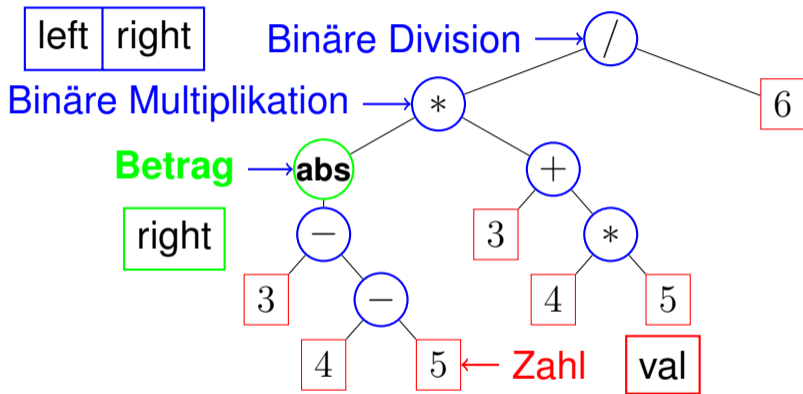 left right Binäre Division /
Binäre Multiplikation * 6
Betrag abs +
right − 3 *
3 − 4 5
4 5 Zahl val